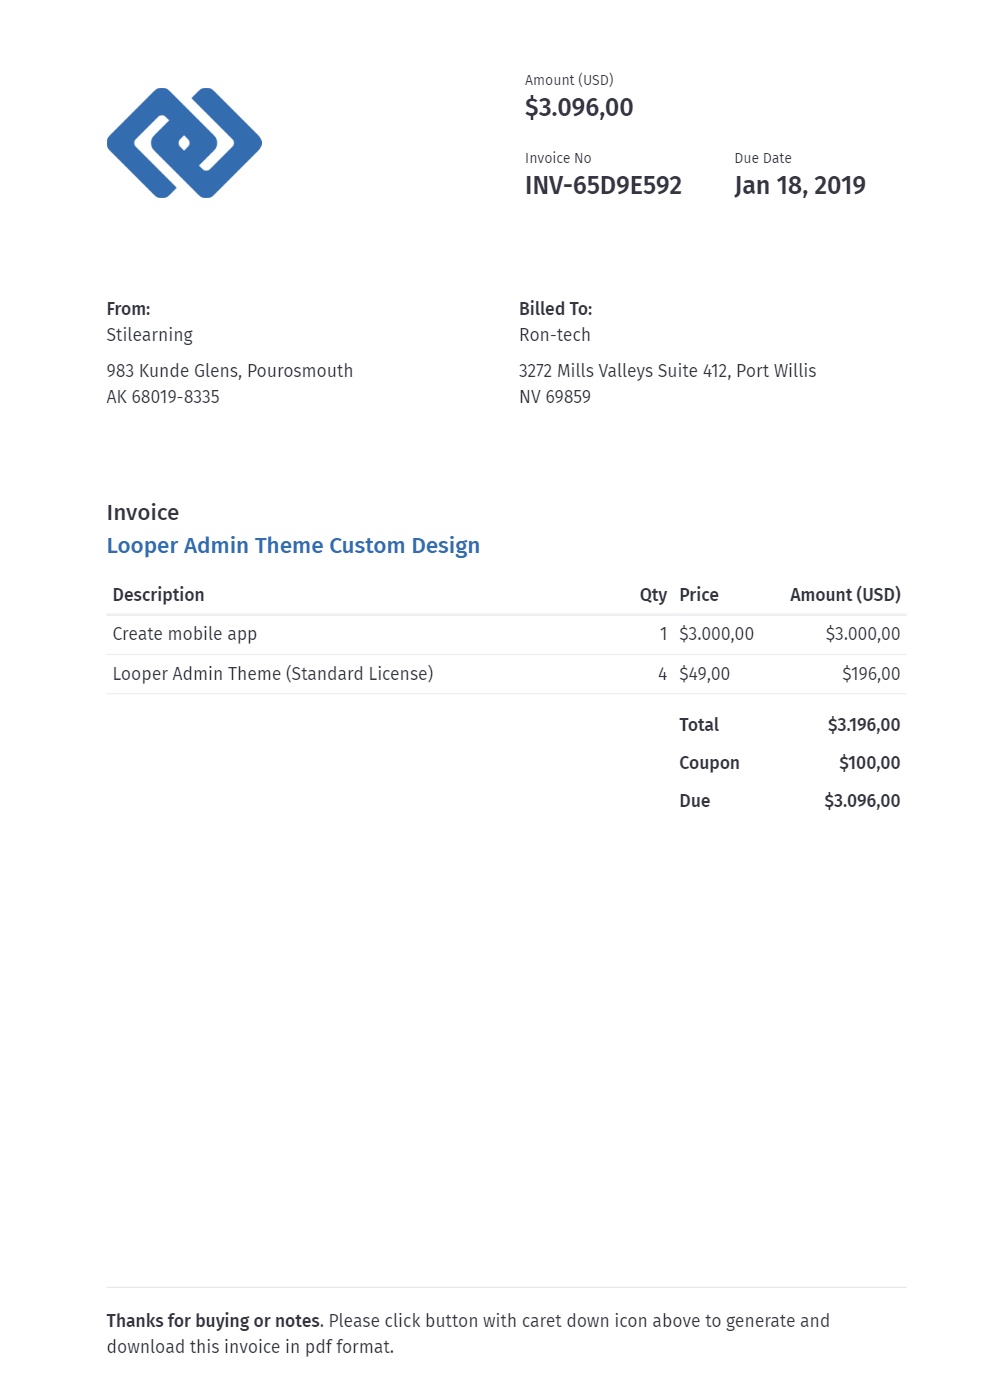 Amount (USD)
$3.096,00
Invoice No
INV-65D9E592
Due Date
Jan 18, 2019
From:
Stilearning
983 Kunde Glens, Pourosmouth
AK 68019-8335
Billed To:
Ron-tech
3272 Mills Valleys Suite 412, Port Willis
NV 69859
Invoice
Looper Admin Theme Custom Design
Description Qty Price Amount (USD)
Create mobile app 1 $3.000,00 $3.000,00
Looper Admin Theme (Standard License) 4 $49,00 $196,00
Total $3.196,00
Coupon $100,00
Due $3.096,00
Thanks for buying or notes. Please click button with caret down icon above to generate and
download this invoice in pdf format.